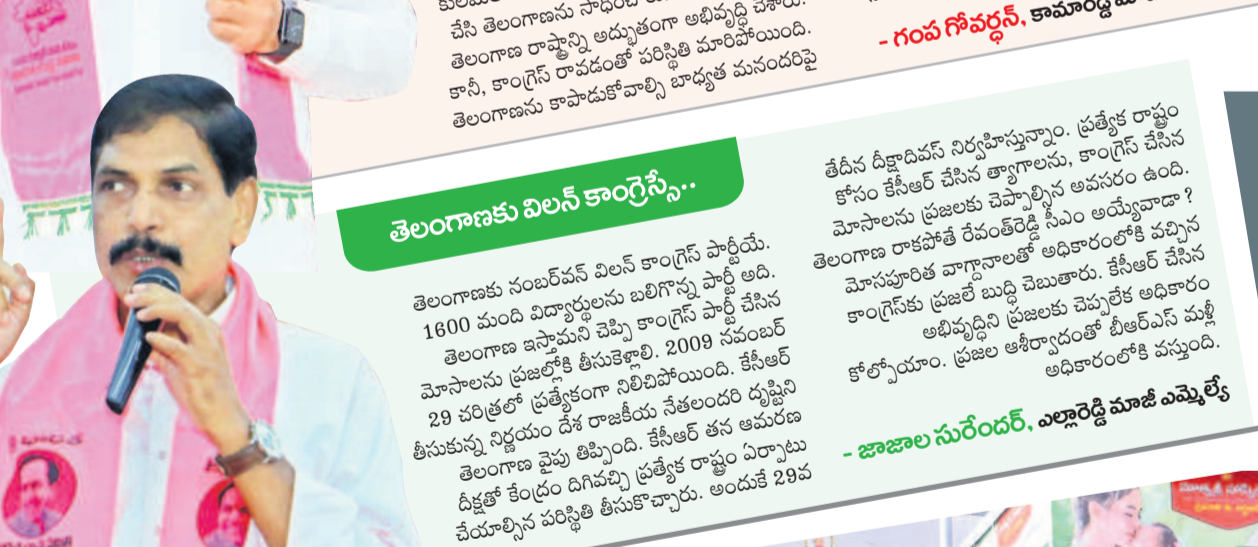 చేసి తెలంగాణను
తెలంగాణ రాష్ట్రాన్ని అద్భుతంగా అభివృద్ధి చేశారు.
కానీ, కాంగ్రెస్ రావడంతో పరిస్థితి మారిపోయింది.
తెలంగాణను కాపాడుకోవాల్సి బాధ్యత మనందరిపై
- గంప గోవర్ధన్,
తెలంగాణకు విలన్ కాంగ్రెస్సే..
తెలంగాణకు నంబర్‌వన్ విలన్ కాంగ్రెస్ పార్టీయే.
1600 మంది విద్యార్థులను బలిగొన్న పార్టీ అది.
తెలంగాణ ఇస్తామని చెప్పి కాంగ్రెస్ పార్టీ చేసిన
మోసాలను ప్రజల్లోకి తీసుకెళ్లాలి. 2009 నవంబర్
29 చరిత్రలో ప్రత్యేకంగా నిలిచిపోయింది. కేసీఆర్
తీసుకున్న నిర్ణయం దేశ రాజకీయ నేతలందరి దృష్టిని
తెలంగాణ వైపు తిప్పింది. కేసీఆర్ తన ఆమరణ
దీక్షతో కేంద్రం దిగివచ్చి ప్రత్యేక రాష్ట్రం ఏర్పాటు
చేయాల్సిన పరిస్థితి తీసుకొచ్చారు. అందుకే 29వ
తేదీన దీక్షాదివస్ నిర్వహిస్తున్నాం. ప్రత్యేక రాష్ట్రం
కోసం కేసీఆర్ చేసిన త్యాగాలను, కాంగ్రెస్ చేసిన
మోసాలను ప్రజలకు చెప్పాల్సిన అవసరం ఉంది.
తెలంగాణ రాకపోతే రేవంత్‌రెడ్డి సీఎం అయ్యేవాడా?
మోసపూరిత వాగ్దానాలతో అధికారంలోకి వచ్చిన
కాంగ్రెస్‌కు ప్రజలే బుద్ధి చెబుతారు. కేసీఆర్ చేసిన
అభివృద్ధిని ప్రజలకు చెప్పలేక అధికారం
కోల్పోయాం. ప్రజల ఆశీర్వాదంతో బీఆర్ఎస్ మళ్లీ
అధికారంలోకి వస్తుంది.
- జాజాల సురేందర్, ఎల్లారెడ్డి మాజీ ఎమ్మెల్యే